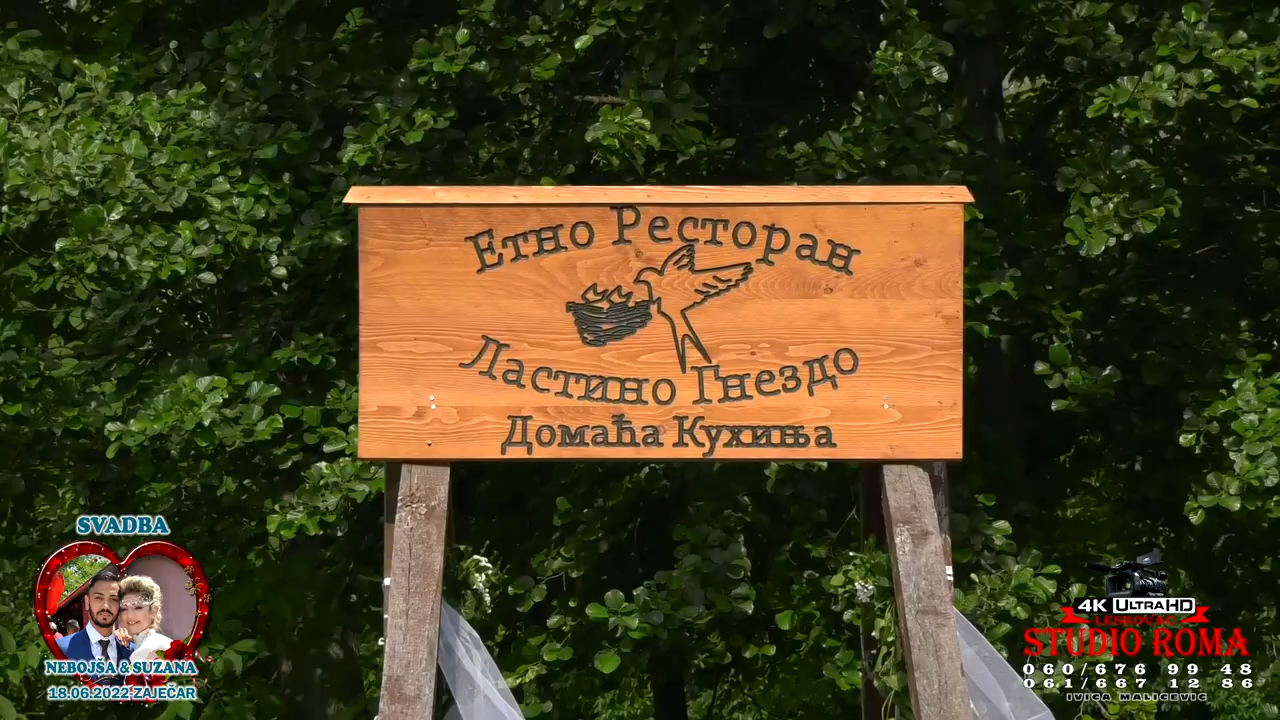 Етно Ресторан
Ластино Гнездо
Домаћа Кухиња
SVADBA
NEBOJŠA & SUZANA
18.06.2022 ZAJEČAR
4K ULTRAHD
LESKOVAC
STUDIO ROMA
060/676 99 48
061/667 12 86
IVICA MALICEVIC